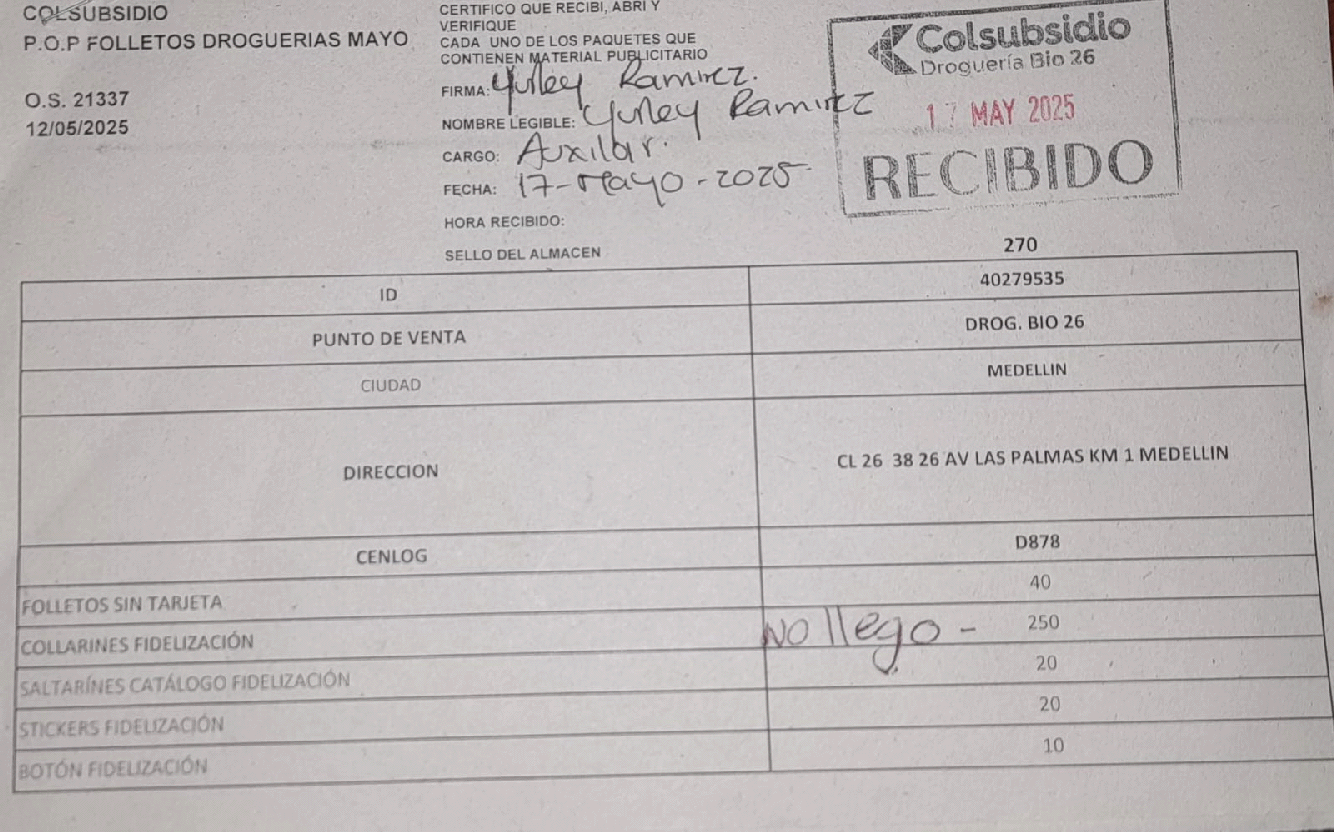 COLSUBSIDIO
P.O.P FOLLETOS DROGUERIAS MAYO
O.S. 21337
12/05/2025
CERTIFICO QUE RECIBI, ABRI Y
VERIFIQUE
CADA UNO DE LOS PAQUETES QUE
CONTIENEN MATERIAL PUBLICITARIO
FIRMA: Yurley Ramirez.
NOMBRE LEGIBLE: Yurley Ramirez
CARGO: Auxiliar.
FECHA: 17-Mayo-2025
HORA RECIBIDO:
SELLO DEL ALMACEN
Colsubsidio
Droguería Bio 26
17 MAY 2025
RECIBIDO
270
ID 40279535
PUNTO DE VENTA DROG. BIO 26
CIUDAD MEDELLIN
DIRECCION CL 26 38 26 AV LAS PALMAS KM 1 MEDELLIN
CENLOG D878
FOLLETOS SIN TARJETA 40
COLLARINES FIDELIZACIÓN No llego - 250
SALTARÍNES CATÁLOGO FIDELIZACIÓN 20
STICKERS FIDELIZACIÓN 20
BOTÓN FIDELIZACIÓN 10